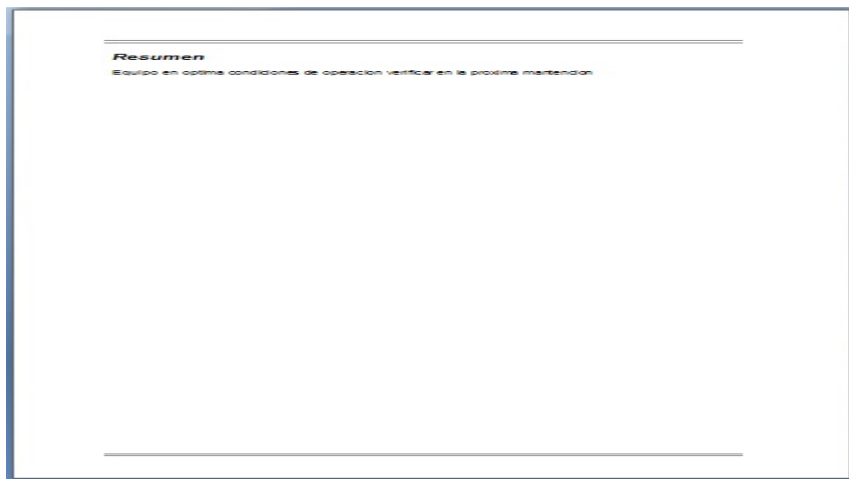 Resumen
Equipo en optima condiciones de operacion verificar en la proxima mantencion